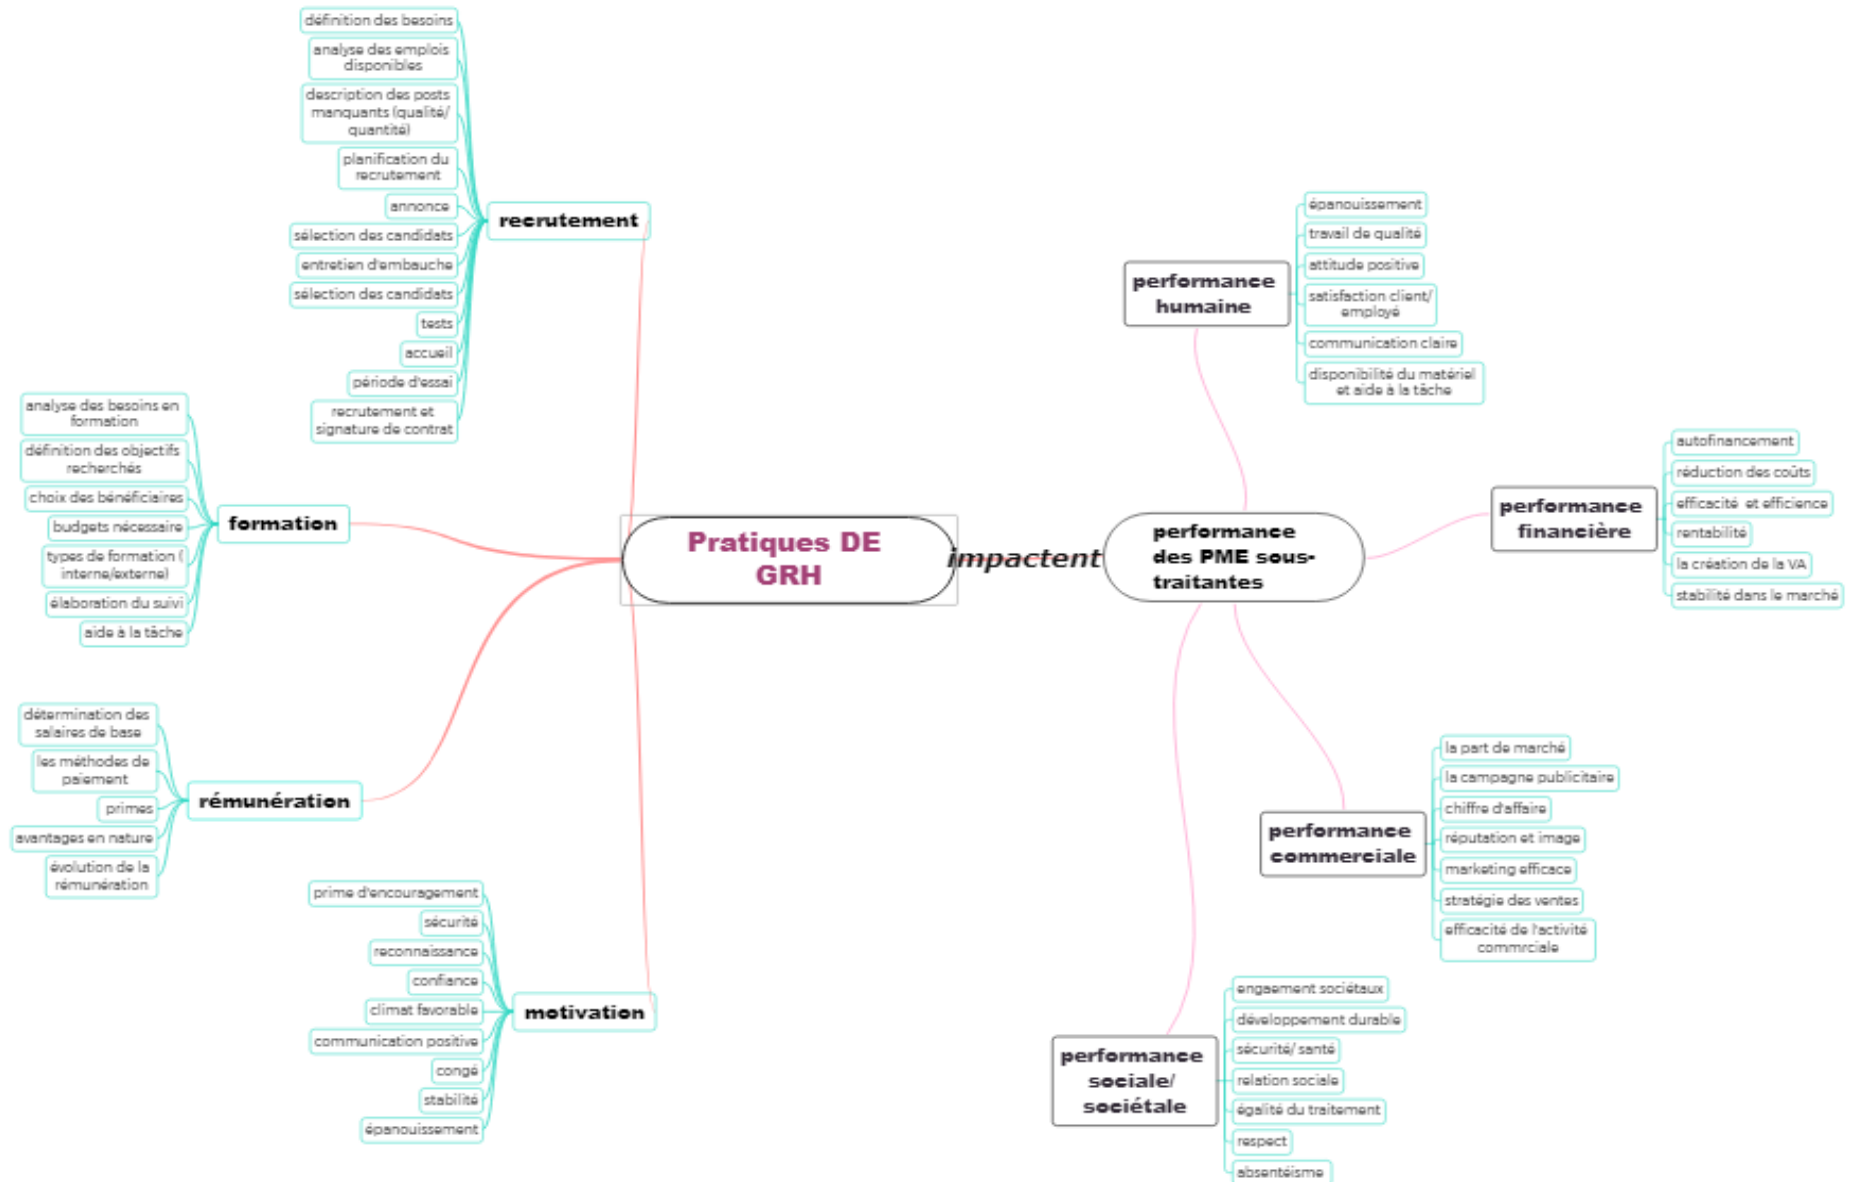 définition des besoins
analyse des emplois
disponibles
description des posts
manquants (qualité/
quantité)
planification du
recrutement
annonce
sélection des candidats
entretien d'embauche
sélection des candidats
tests
accueil
période d'essai
recrutement et
signature de contrat
recrutement
analyse des besoins en
formation
définition des objectifs
recherchés
choix des bénéficiaires
budgets nécessaire
types de formation (
interne/externe)
élaboration du suivi
aide à la tâche
formation
détermination des
salaires de base
les méthodes de
paiement
primes
avantages en nature
évolution de la
rémunération
rémunération
prime d'encouragement
sécurité
reconnaissance
confiance
climat favorable
communication positive
congé
stabilité
épanouissement
motivation
Pratiques DE
GRH
impactent
performance
des PME sous-
traitantes
performance
humaine
épanouissement
travail de qualité
attitude positive
satisfaction client/
employé
communication claire
disponibilité du matériel
et aide à la tâche
performance
financière
autofinancement
réduction des coûts
efficacité et efficience
rentabilité
la création de la VA
stabilité dans le marché
performance
commerciale
la part de marché
la campagne publicitaire
chiffre d'affaire
réputation et image
marketing efficace
stratégie des ventes
efficacité de l'activité
commrciale
performance
sociale/
sociétale
engaement sociétaux
développement durable
sécurité/ santé
relation sociale
égalité du traitement
respect
absentéisme